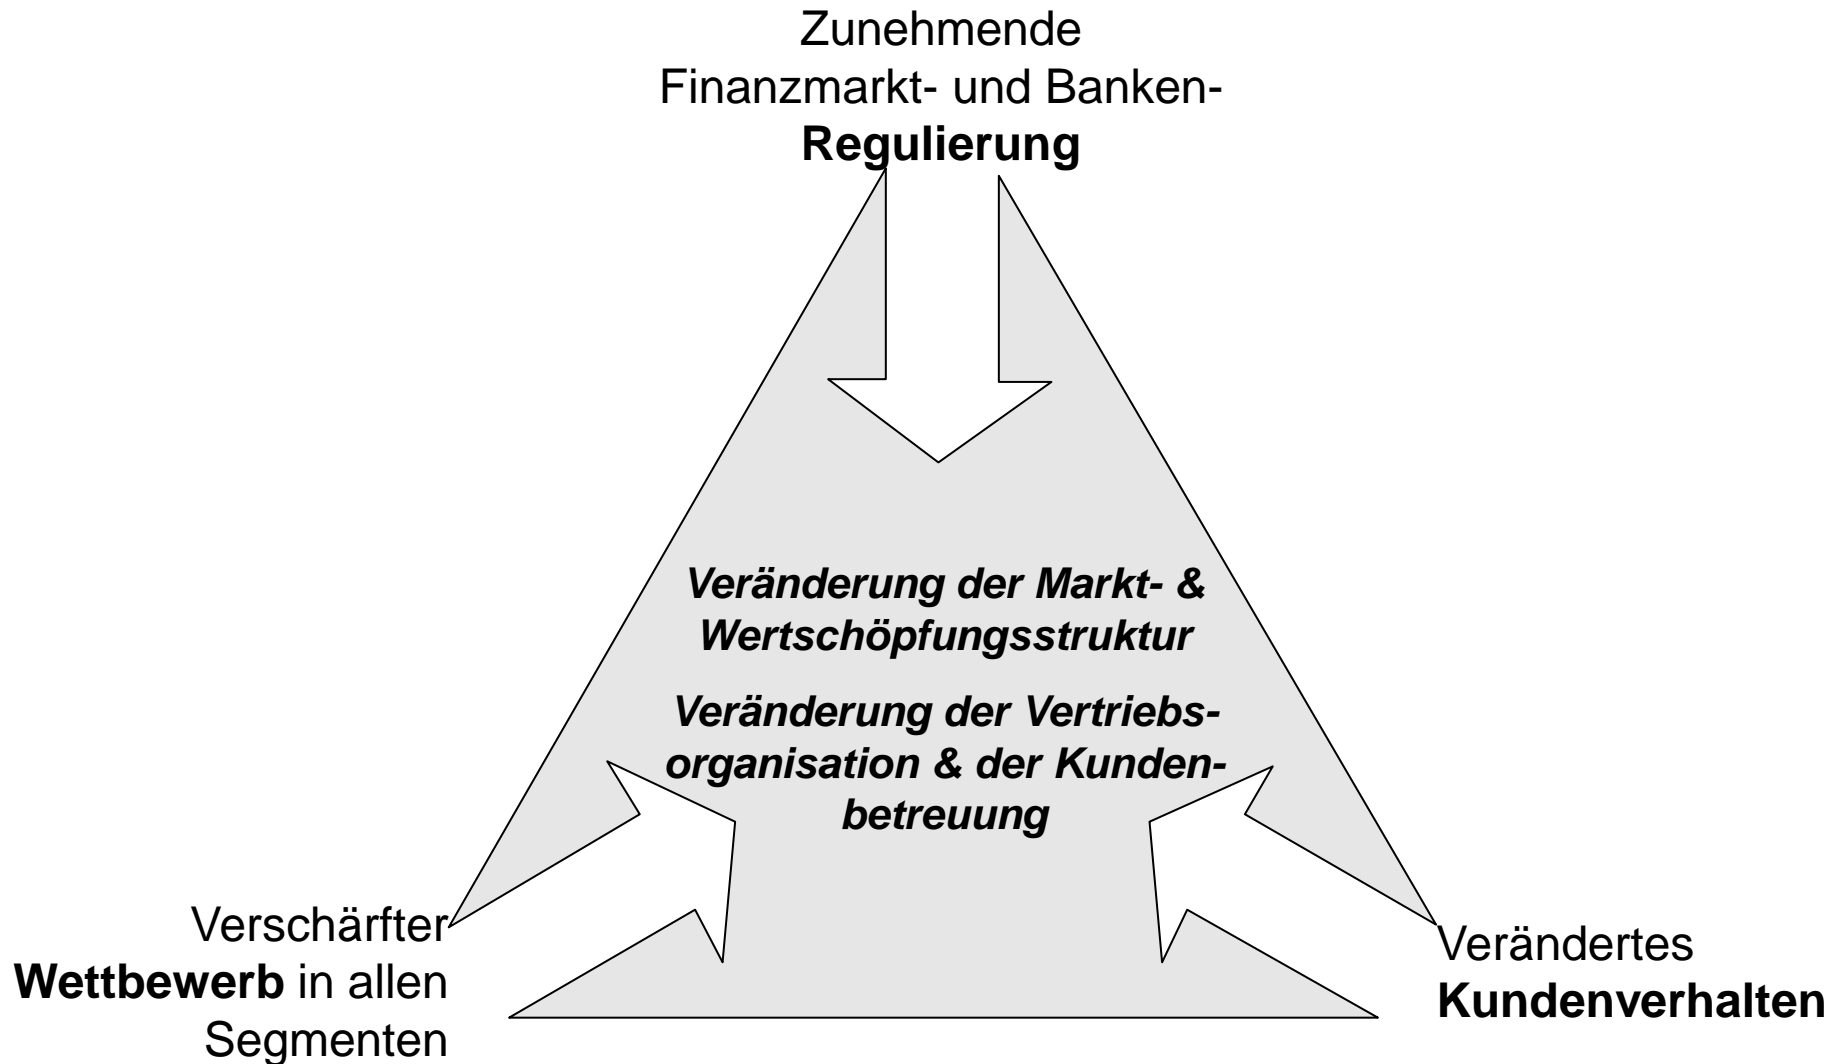 Zunehmende
Finanzmarkt- und Banken-
Regulierung
Veränderung der Markt- &
Wertschöpfungsstruktur
Veränderung der Vertriebs-
organisation & der Kunden-
betreuung
Verschärfter
Wettbewerb in allen
Segmenten
Verändertes
Kundenverhalten